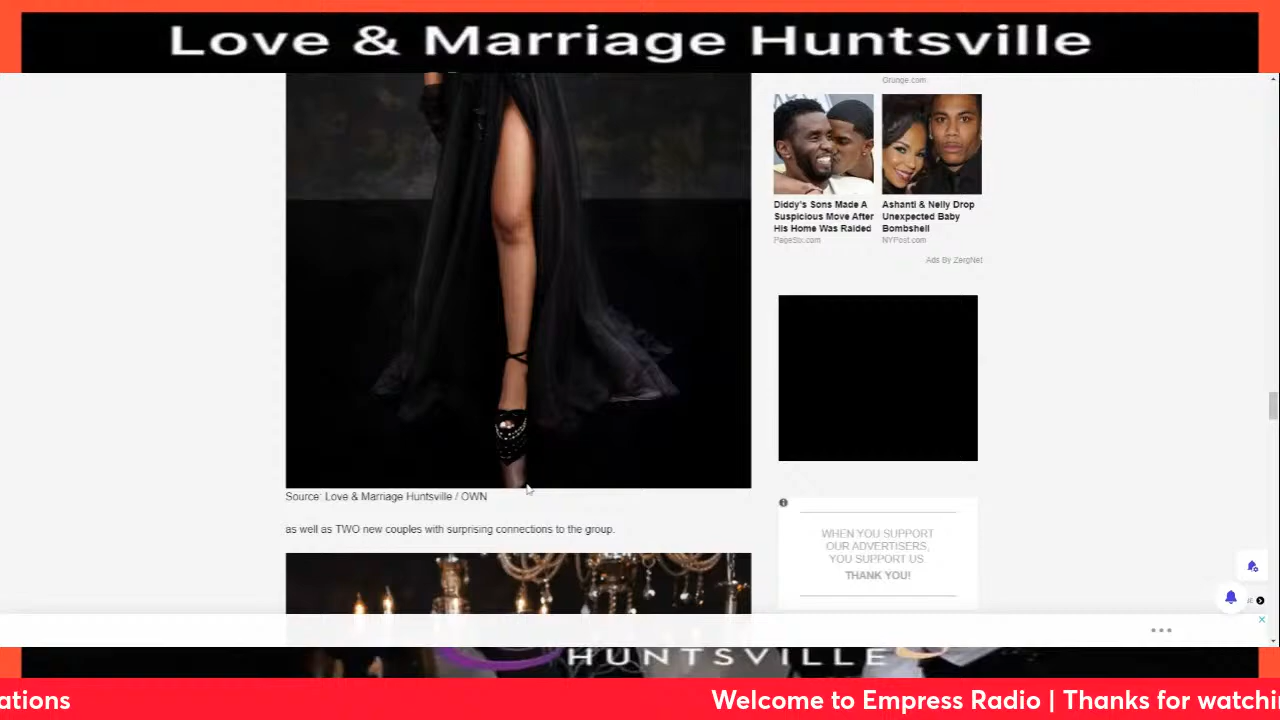 Love & Marriage Huntsville
Grunge.com
Diddy's Sons Made A
Suspicious Move After
His Home Was Raided
PageSix.com
Ashanti & Nelly Drop
Unexpected Baby
Bombshell
NYPost.com
Ads By ZergNet
Source: Love & Marriage Huntsville / OWN
as well as TWO new couples with surprising connections to the group.
WHEN YOU SUPPORT
OUR ADVERTISERS,
YOU SUPPORT US
THANK YOU!
HUNTSVILLE
ations
Welcome to Empress Radio | Thanks for watchi